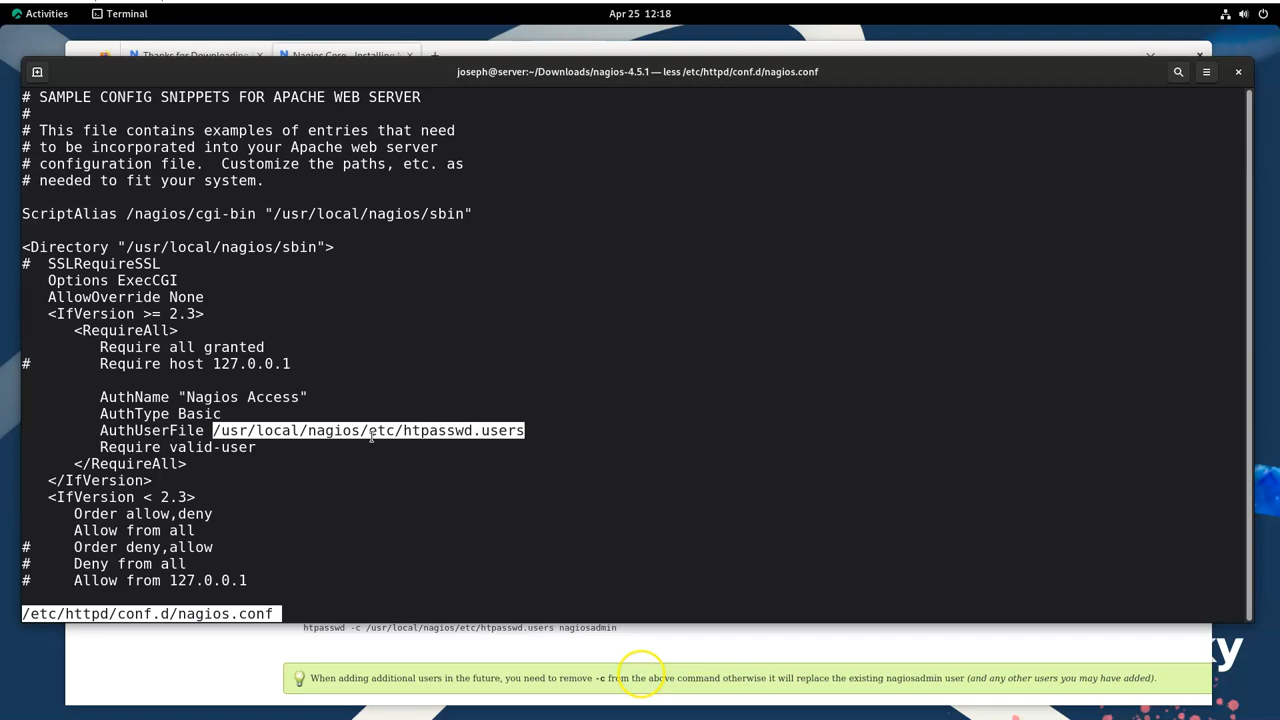 Activities Terminal Apr 25 12:18
Thanks for Downloading Nagios Core - Installing
joseph@server:~/Downloads/nagios-4.5.1 — less /etc/httpd/conf.d/nagios.conf
# SAMPLE CONFIG SNIPPETS FOR APACHE WEB SERVER
#
# This file contains examples of entries that need
# to be incorporated into your Apache web server
# configuration file.  Customize the paths, etc. as
# needed to fit your system.
ScriptAlias /nagios/cgi-bin "/usr/local/nagios/sbin"
<Directory "/usr/local/nagios/sbin">
#  SSLRequireSSL
   Options ExecCGI
   AllowOverride None
   <IfVersion >= 2.3>
      <RequireAll>
         Require all granted
#        Require host 127.0.0.1
         AuthName "Nagios Access"
         AuthType Basic
         AuthUserFile /usr/local/nagios/etc/htpasswd.users
         Require valid-user
      </RequireAll>
   </IfVersion>
   <IfVersion < 2.3>
      Order allow,deny
      Allow from all
#     Order deny,allow
#     Deny from all
#     Allow from 127.0.0.1
/etc/httpd/conf.d/nagios.conf
htpasswd -c /usr/local/nagios/etc/htpasswd.users nagiosadmin
When adding additional users in the future, you need to remove -c from the above command otherwise it will replace the existing nagiosadmin user (and any other users you may have added).
ky